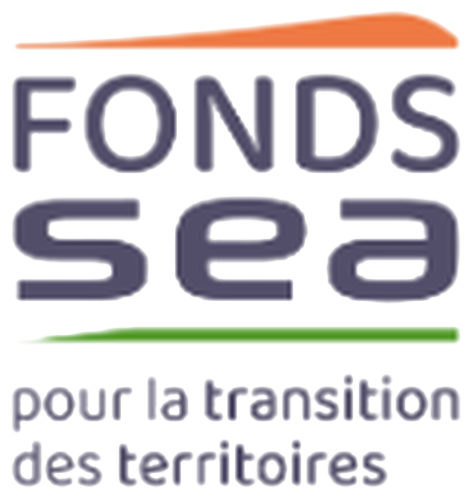 FONDS
sea
pour la transition
des territoires